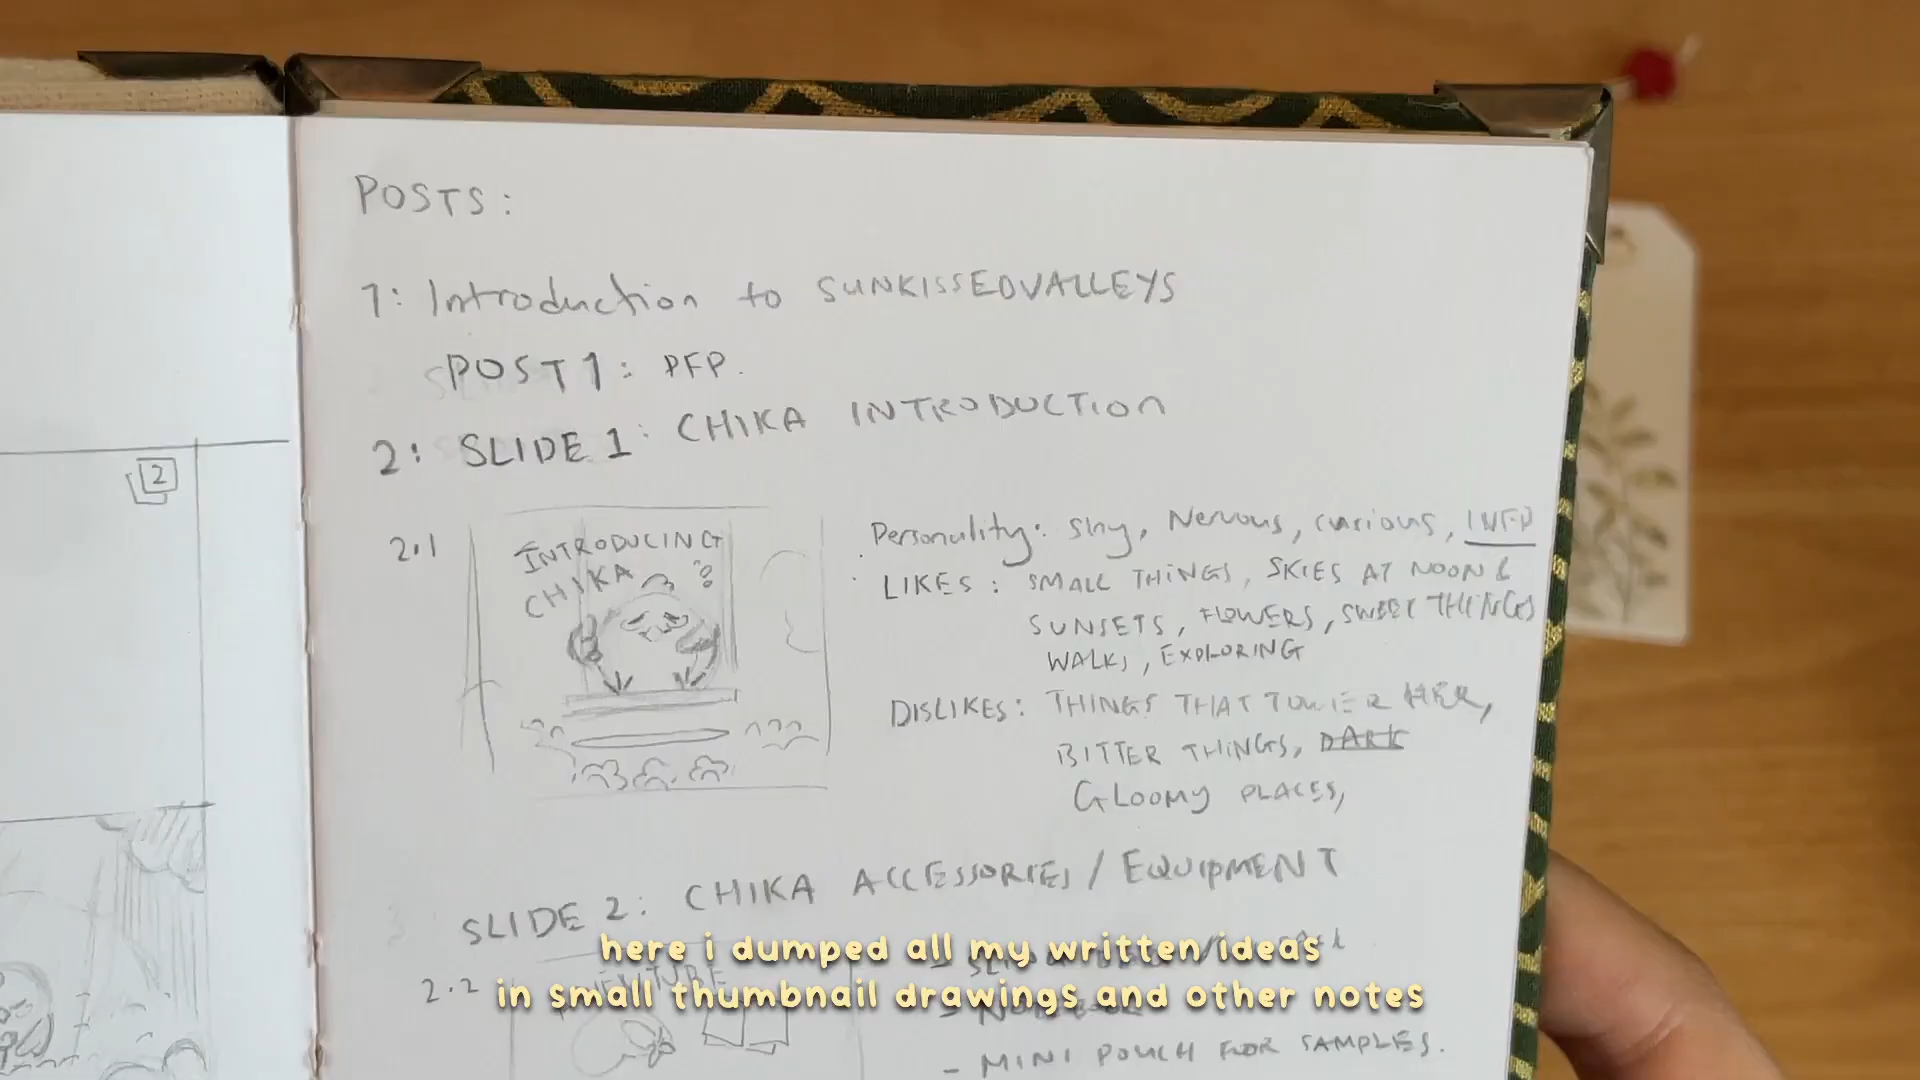 POSTS:
1: Introduction to SUNKISSEDVALLEYS
POST 1: PFP.
2: SLIDE 1: CHIKA INTRODUCTION
2
2.1
INTRODUCING
CHIKA
Personality: shy, Nervous, curious, INFP
LIKES: SMALL THINGS, SKIES AT NOON &
SUNSETS, FLOWERS, SWEET THINGS
WALKS, EXPLORING
DISLIKES: THINGS THAT TOWER HER,
BITTER THINGS, DARK
GLOOMY PLACES,
SLIDE 2: CHIKA ACCESSORIES/EQUIPMENT
2.2
- MINI POUCH FOR SAMPLES.
here i dumped all my written ideas
in small thumbnail drawings and other notes